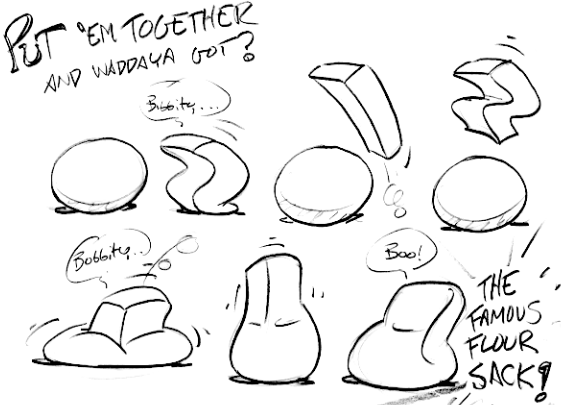 PUT 'EM TOGETHER
AND WADDAYA GOT?
Bibbity...
Bobbity...
Boo!
THE
FAMOUS
FLOUR
SACK!